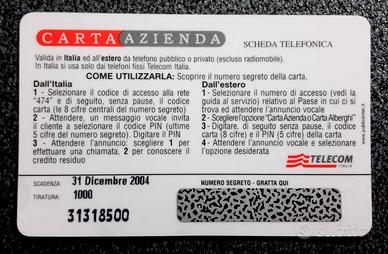 CARTA AZIENDA
SCHEDA TELEFONICA
Valida in Italia ed all'estero da telefono pubblico o privato (escluso radiomobile).
In Italia si usa solo dai telefoni fissi Telecom Italia.
COME UTILIZZARLA: Scoprire il numero segreto della carta.
Dall'Italia
1 - Selezionare il codice di accesso alla rete
"474" e di seguito, senza pause, il codice
carta (le 8 cifre centrali del numero segreto)
2 - Attendere, un messaggio vocale invita
il cliente a selezionare il codice PIN (ultime
5 cifre del numero segreto). Digitare il PIN
3 - Attendere l'annuncio: scegliere 1 per
effettuare una chiamata, 2 per conoscere il
credito residuo
Dall'estero
1 - Selezionare il numero di accesso (vedi la
guida al servizio) relativo al Paese in cui ci si
trova ed attendere l'annuncio vocale
2 - Scegliere l'opzione "Carta Azienda o Carta Alberghi"
3 - Digitare, di seguito senza pause, il codice
carta (8 cifre) e il PIN (5 cifre) della carta
4 - Attendere l'annuncio vocale e selezionare
il numero desiderato
TELECOM
ITALIA
SCADENZA: 31 Dicembre 2004
TIRATURA: 1000
31318500
NUMERO SEGRETO - GRATTA QUI
Subito.it